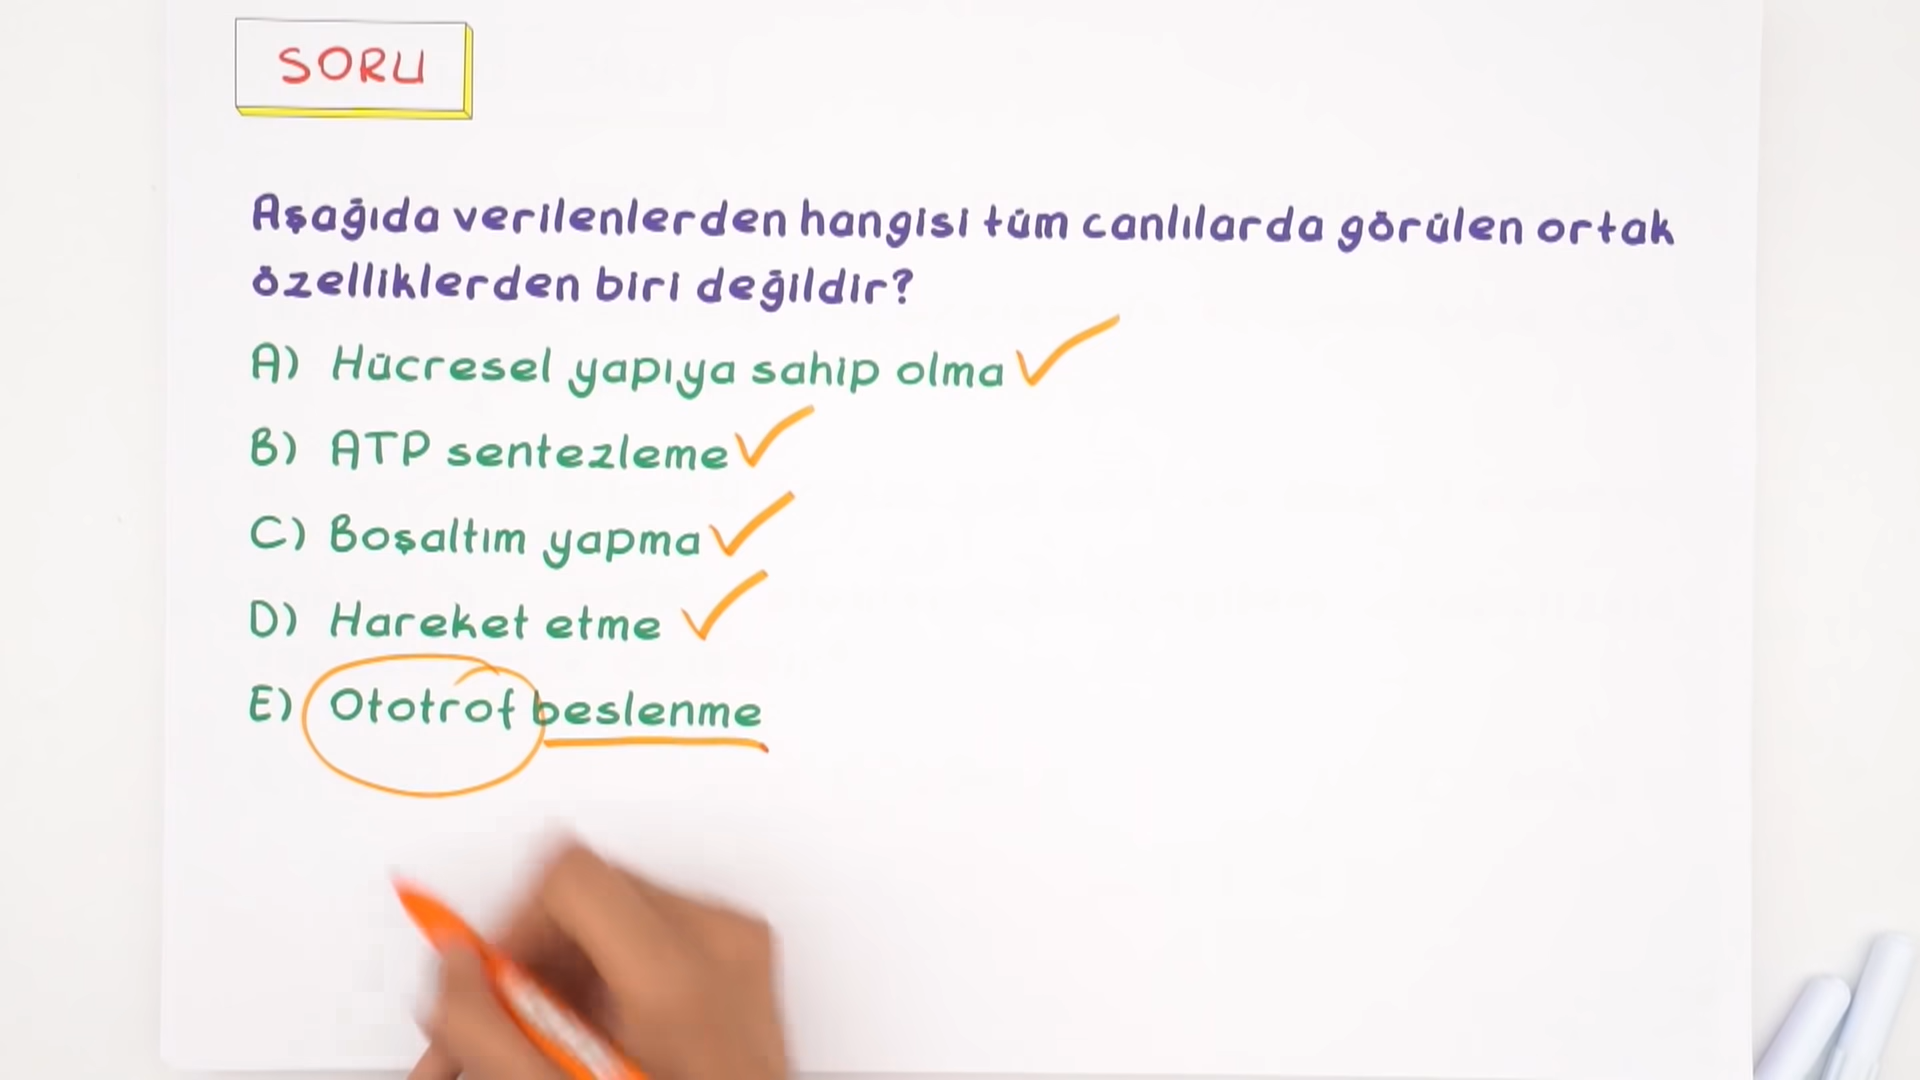 SORU
Aşağıda verilenlerden hangisi tüm canlılarda görülen ortak
özelliklerden biri değildir?
A) Hücresel yapıya sahip olma
B) ATP sentezleme
C) Boşaltım yapma
D) Hareket etme
E) Ototrof beslenme